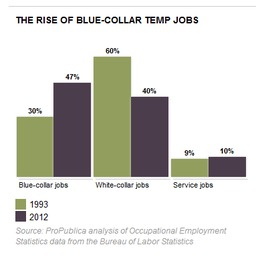 THE RISE OF BLUE-COLLAR TEMP JOBS
60%
47%
40%
30%
9%
10%
Blue-collar jobs
White-collar jobs
Service jobs
1993
2012
Source: ProPublica analysis of Occupational Employment
Statistics data from the Bureau of Labor Statistics